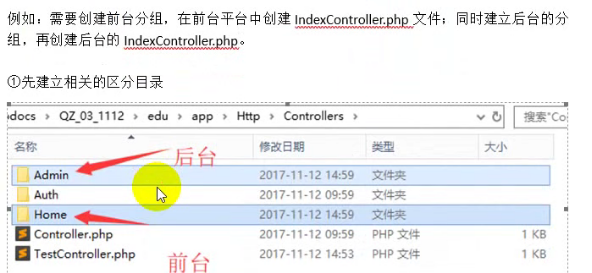 例如：需要创建前台分组，在前台平台中创建 IndexController.php 文件；同时建立后台的分
组，再创建后台的 IndexController.php。
①先建立相关的区分目录
docs > QZ_03_1112 > edu > app > Http > Controllers >
搜索"Co
名称 修改日期 类型 大小
后台
Admin 2017-11-12 14:59 文件夹
Auth 2017-11-12 09:59 文件夹
Home 2017-11-12 14:59 文件夹
Controller.php 2017-11-12 09:59 PHP 文件 1 KB
TestController.php 2017-11-12 14:53 PHP 文件 1 KB
前台